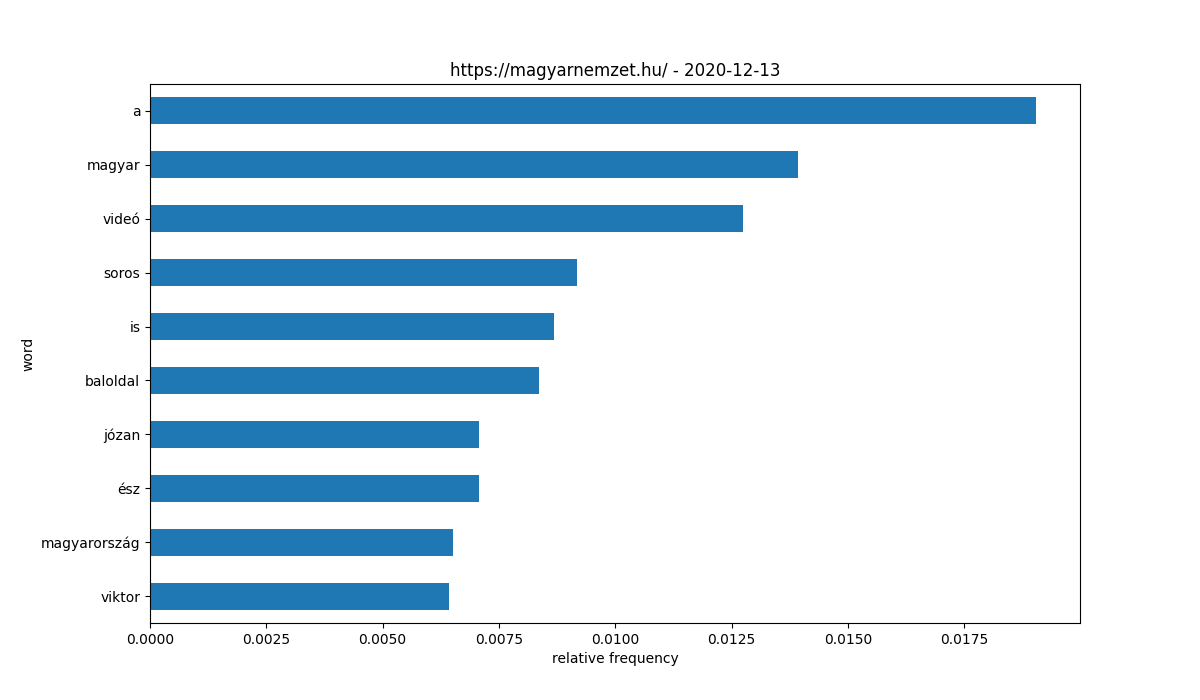 https://magyarnemzet.hu/ - 2020-12-13
a
magyar
videó
soros
is
baloldal
józan
ész
magyarország
viktor
word
0.0000 0.0025 0.0050 0.0075 0.0100 0.0125 0.0150 0.0175
relative frequency